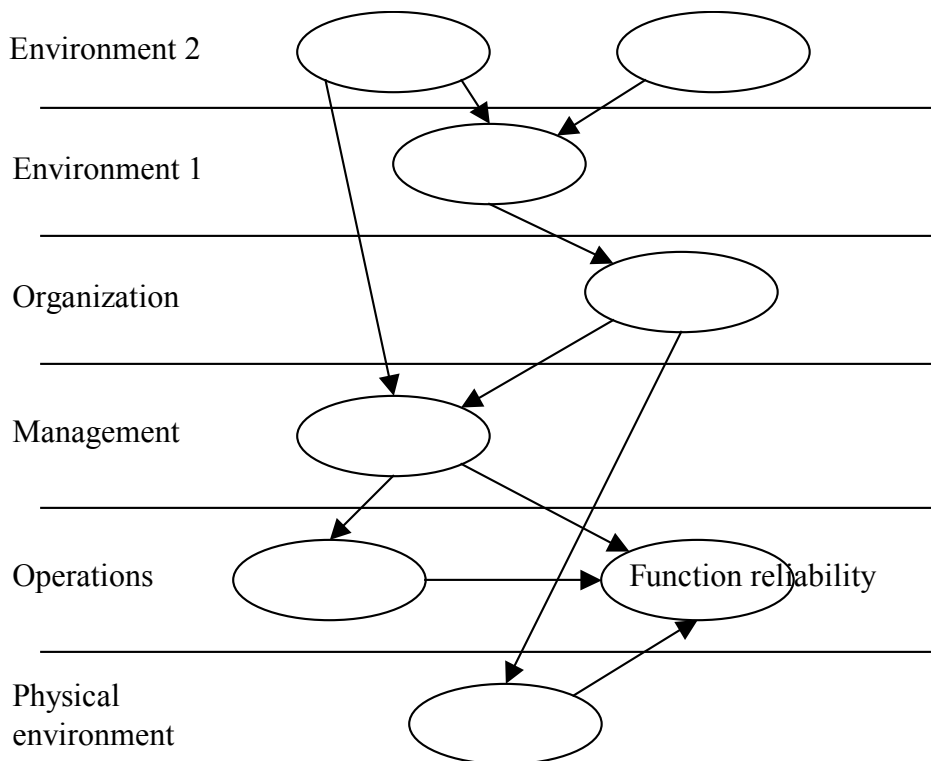 Environment 2
Environment 1
Organization
Management
Operations
Function reliability
Physical
environment